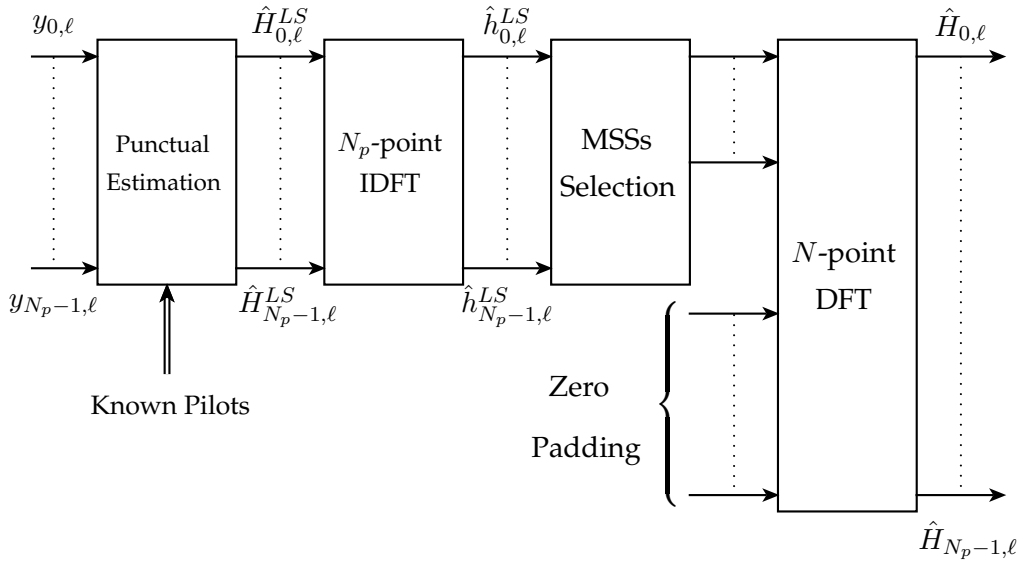 y_{0,ℓ}
Ĥ^{LS}_{0,ℓ}
ĥ^{LS}_{0,ℓ}
Ĥ_{0,ℓ}
Punctual
Estimation
N_p-point
IDFT
MSSs
Selection
N-point
DFT
y_{N_p−1,ℓ}
Ĥ^{LS}_{N_p−1,ℓ}
ĥ^{LS}_{N_p−1,ℓ}
Known Pilots
Zero
Padding
Ĥ_{N_p−1,ℓ}